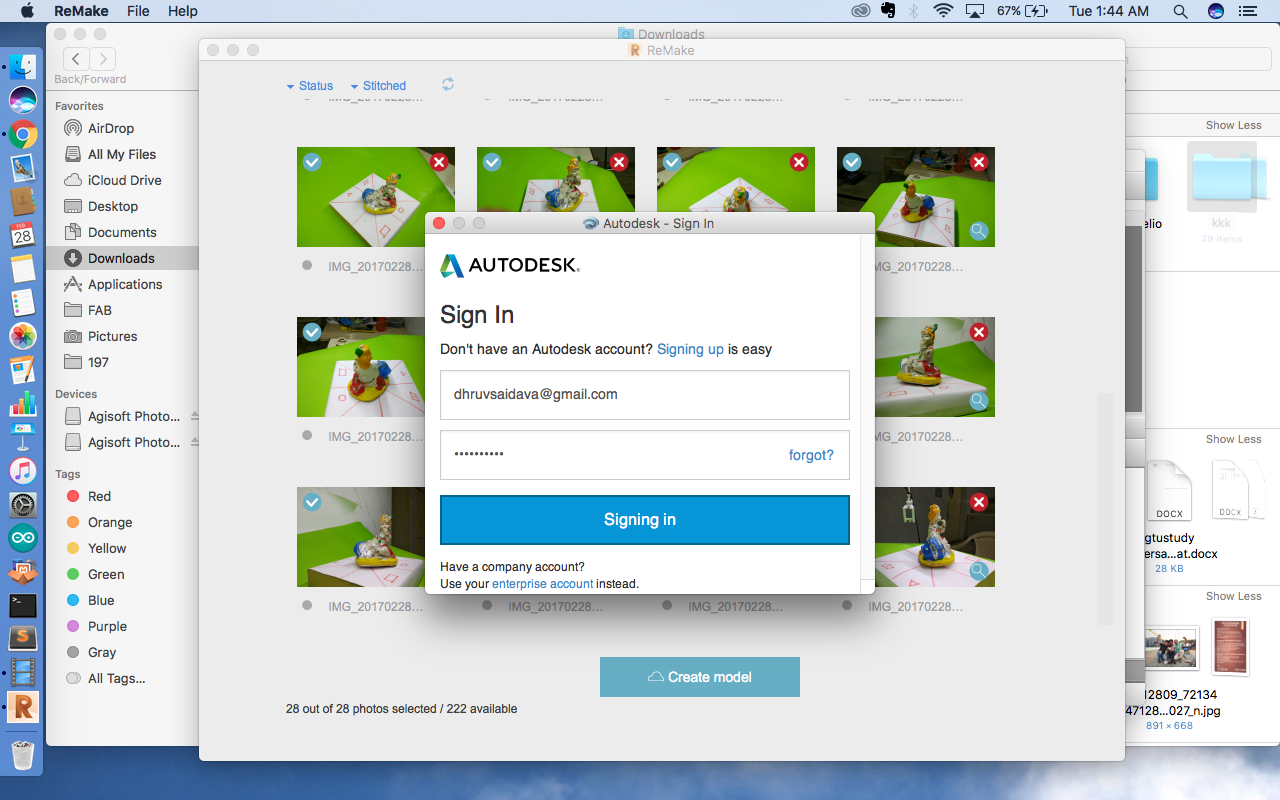 ReMake File Help 67% Tue 1:44 AM
Downloads
ReMake
Back/Forward
Favorites
AirDrop
All My Files
iCloud Drive
Desktop
Documents
Downloads
Applications
FAB
Pictures
197
Devices
Agisoft Photo...
Agisoft Photo...
Tags
Red
Orange
Yellow
Green
Blue
Purple
Gray
All Tags...
FEB
28
Status Stitched
IMG_20170228... IMG_20170228... IMG_20170228... IMG_20170228...
IMG_20170228... IMG_20170228...
IMG_20170228... IMG_20170228...
IMG_20170228... IMG_20170228... IMG_20170228... IMG_20170228...
Autodesk - Sign In
AUTODESK.
Sign In
Don't have an Autodesk account? Signing up is easy
dhruvsaidava@gmail.com
•••••••••• forgot?
Signing in
Have a company account?
Use your enterprise account instead.
Create model
28 out of 28 photos selected / 222 available
Show Less
elio
kkk
29 items
Show Less
DOCX DOCX
gtustudy
ersa...at.docx
28 KB
Show Less
12809_72134
47128...027_n.jpg
891 × 668